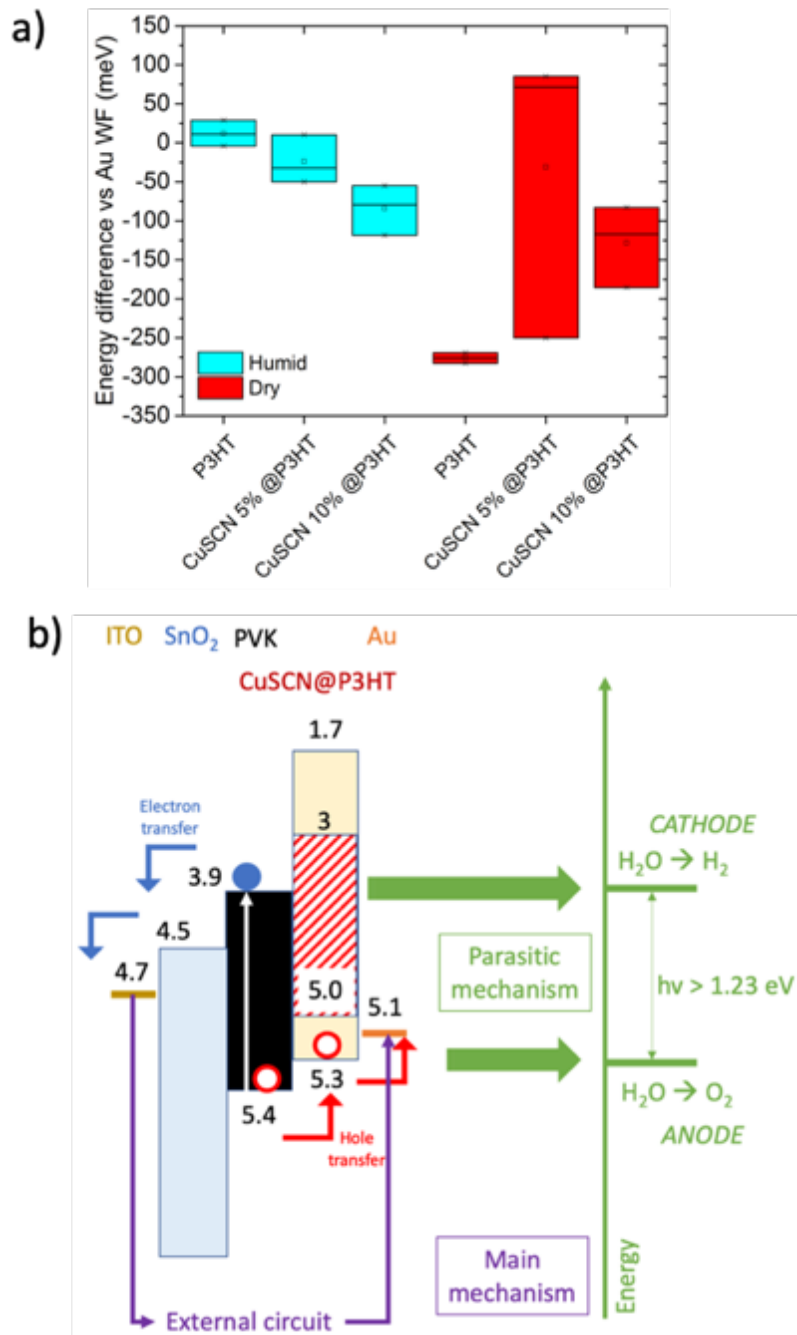 a)
Energy difference vs Au WF (meV)
150
100
50
0
-50
-100
-150
-200
-250
-300
-350
Humid
Dry
P3HT
CuSCN 5% @P3HT
CuSCN 10% @P3HT
P3HT
CuSCN 5% @P3HT
CuSCN 10% @P3HT
b)
ITO SnO₂ PVK Au
CuSCN@P3HT
1.7
Electron
transfer
3
3.9
4.5
4.7
5.0
5.1
5.3
5.4
Hole
transfer
External circuit
CATHODE
H₂O → H₂
Parasitic
mechanism
hν > 1.23 eV
H₂O → O₂
ANODE
Main
mechanism
Energy